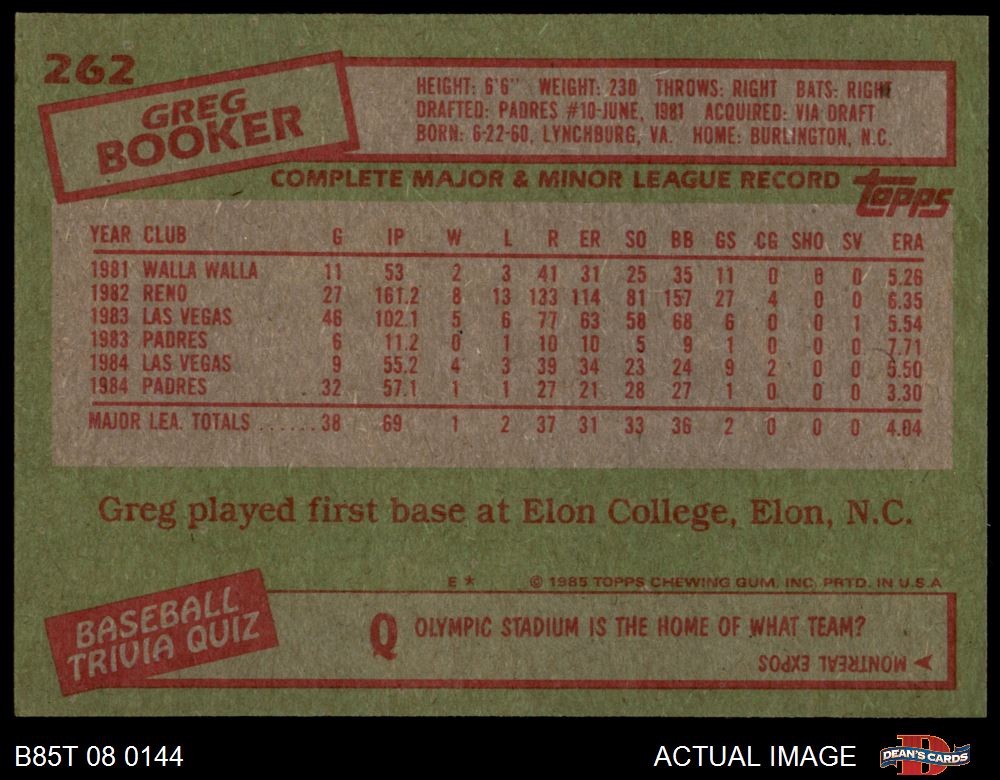 262
GREG
BOOKER
HEIGHT: 6'6" WEIGHT: 230 THROWS: RIGHT BATS: RIGHT
DRAFTED: PADRES #10-JUNE, 1981 ACQUIRED: VIA DRAFT
BORN: 6-22-60, LYNCHBURG, VA. HOME: BURLINGTON, N.C.
COMPLETE MAJOR & MINOR LEAGUE RECORD
topps
YEAR CLUB G IP W L R ER SO BB GS CG SHO SV ERA
1981 WALLA WALLA 11 53 2 3 41 31 25 35 11 0 0 0 5.26
1982 RENO 27 161.2 8 13 133 114 81 157 27 4 0 0 6.35
1983 LAS VEGAS 46 102.1 5 6 77 63 58 68 6 0 0 1 5.54
1983 PADRES 6 11.2 0 1 10 10 5 9 1 0 0 0 7.71
1984 LAS VEGAS 9 55.2 4 3 39 34 23 24 9 2 0 0 5.50
1984 PADRES 32 57.1 1 1 27 21 28 27 1 0 0 0 3.30
MAJOR LEA. TOTALS ......38 69 1 2 37 31 33 36 2 0 0 0 4.04
Greg played first base at Elon College, Elon, N.C.
E * © 1985 TOPPS CHEWING GUM, INC. PRTD. IN U.S.A
BASEBALL
TRIVIA QUIZ
Q OLYMPIC STADIUM IS THE HOME OF WHAT TEAM?
MONTREAL EXPOS
B85T 08 0144
ACTUAL IMAGE
DEAN'S CARDS